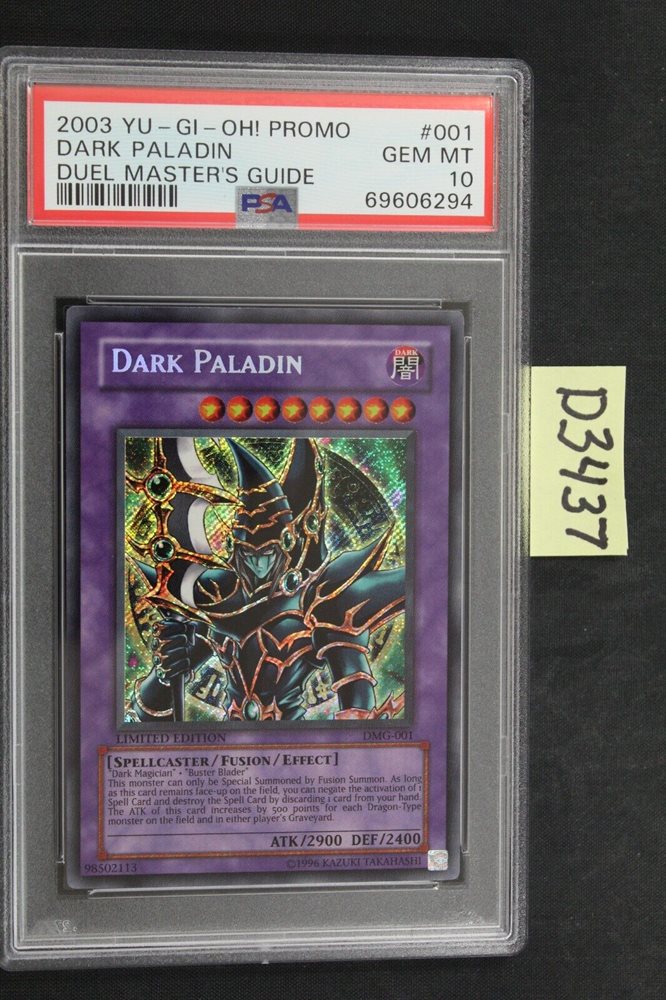 2003 YU-GI-OH! PROMO #001
DARK PALADIN GEM MT
DUEL MASTER'S GUIDE 10
PSA 69606294
DARK PALADIN
DARK
闇
D3437
LIMITED EDITION DMG-001
[SPELLCASTER/FUSION/EFFECT]
"Dark Magician" • "Buster Blader"
This monster can only be Special Summoned by Fusion Summon. As long
as this card remains face-up on the field, you can negate the activation of 1
Spell Card and destroy the Spell Card by discarding 1 card from your hand.
The ATK of this card increases by 500 points for each Dragon-Type
monster on the field and in either player's Graveyard.
ATK/2900 DEF/2400
98502113 ©1996 KAZUKI TAKAHASHI